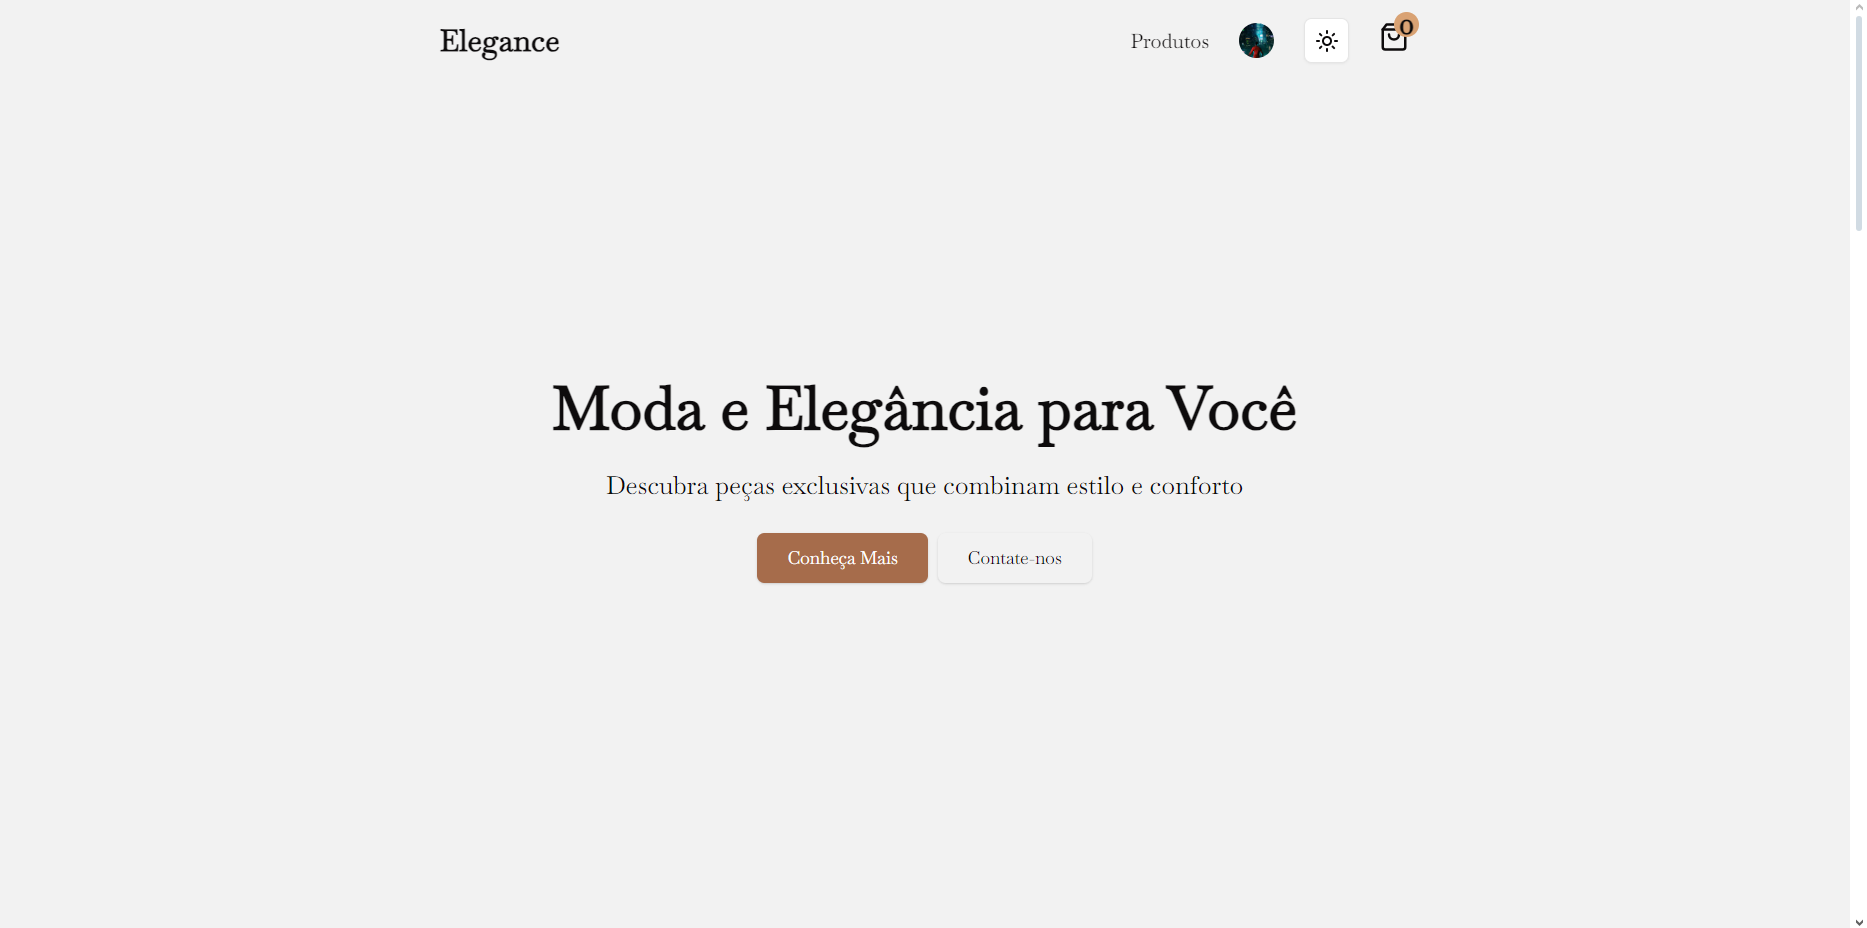 Elegance
Produtos
0
Moda e Elegância para Você
Descubra peças exclusivas que combinam estilo e conforto
Conheça Mais
Contate-nos